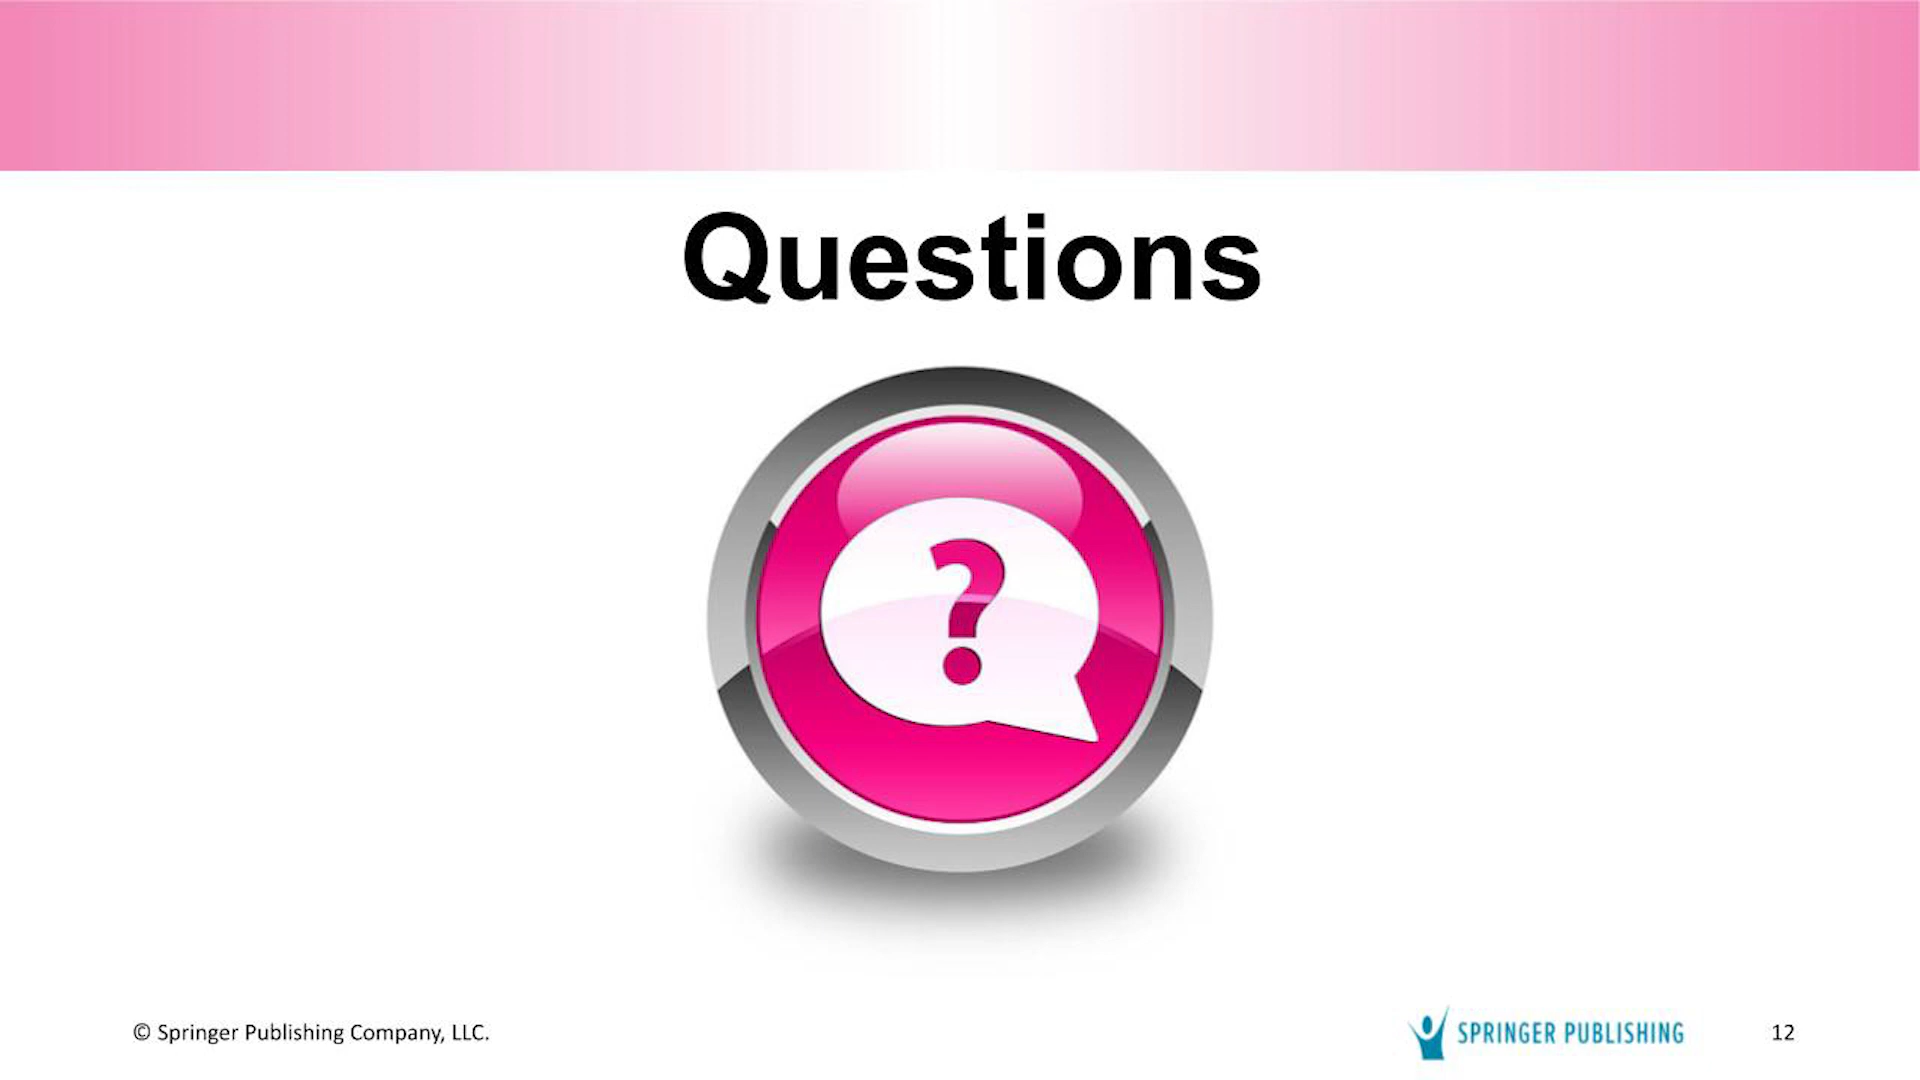 Questions
?
© Springer Publishing Company, LLC.
SPRINGER PUBLISHING
12